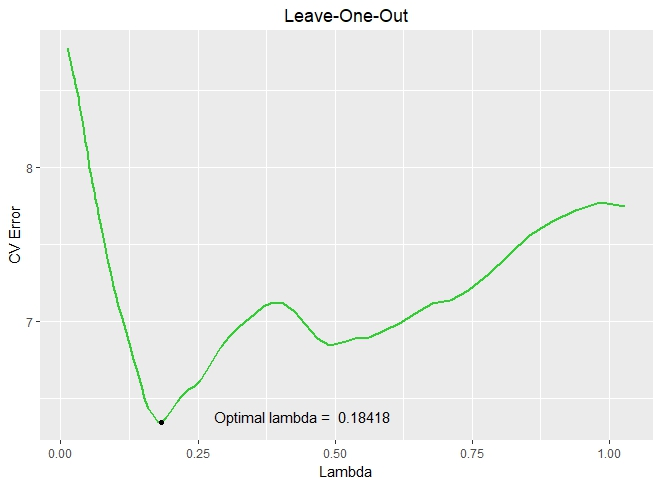 Leave-One-Out
8
7
CV Error
Optimal lambda =  0.18418
0.00 0.25 0.50 0.75 1.00
Lambda